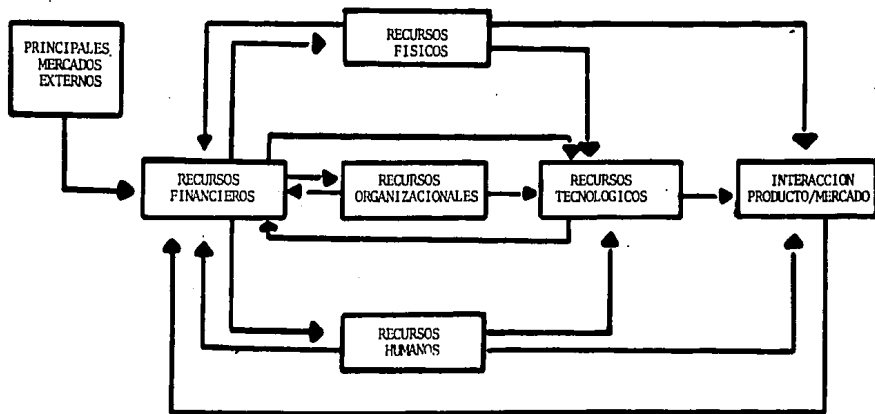 PRINCIPALES
MERCADOS
EXTERNOS
RECURSOS
FISICOS
RECURSOS
FINANCIEROS
RECURSOS
ORGANIZACIONALES
RECURSOS
TECNOLOGICOS
INTERACCION
PRODUCTO/MERCADO
RECURSOS
HUMANOS